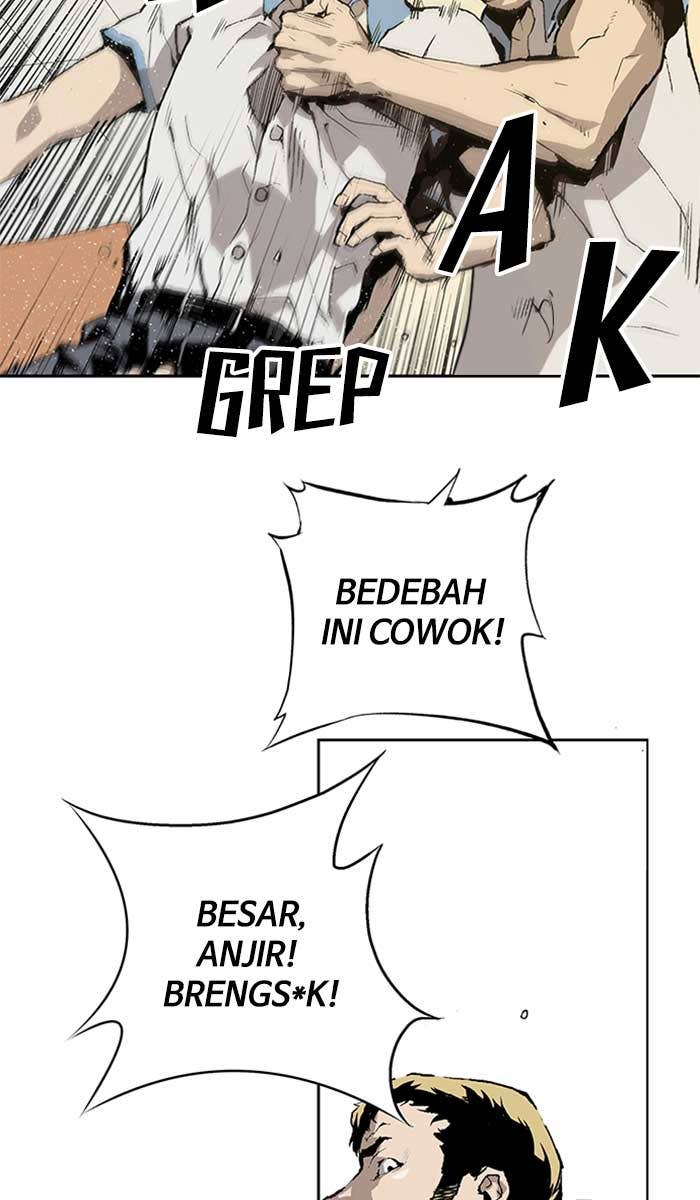 A
K
GREP
BEDEBAH
INI COWOK!
BESAR,
ANJIR!
BRENGS*K!